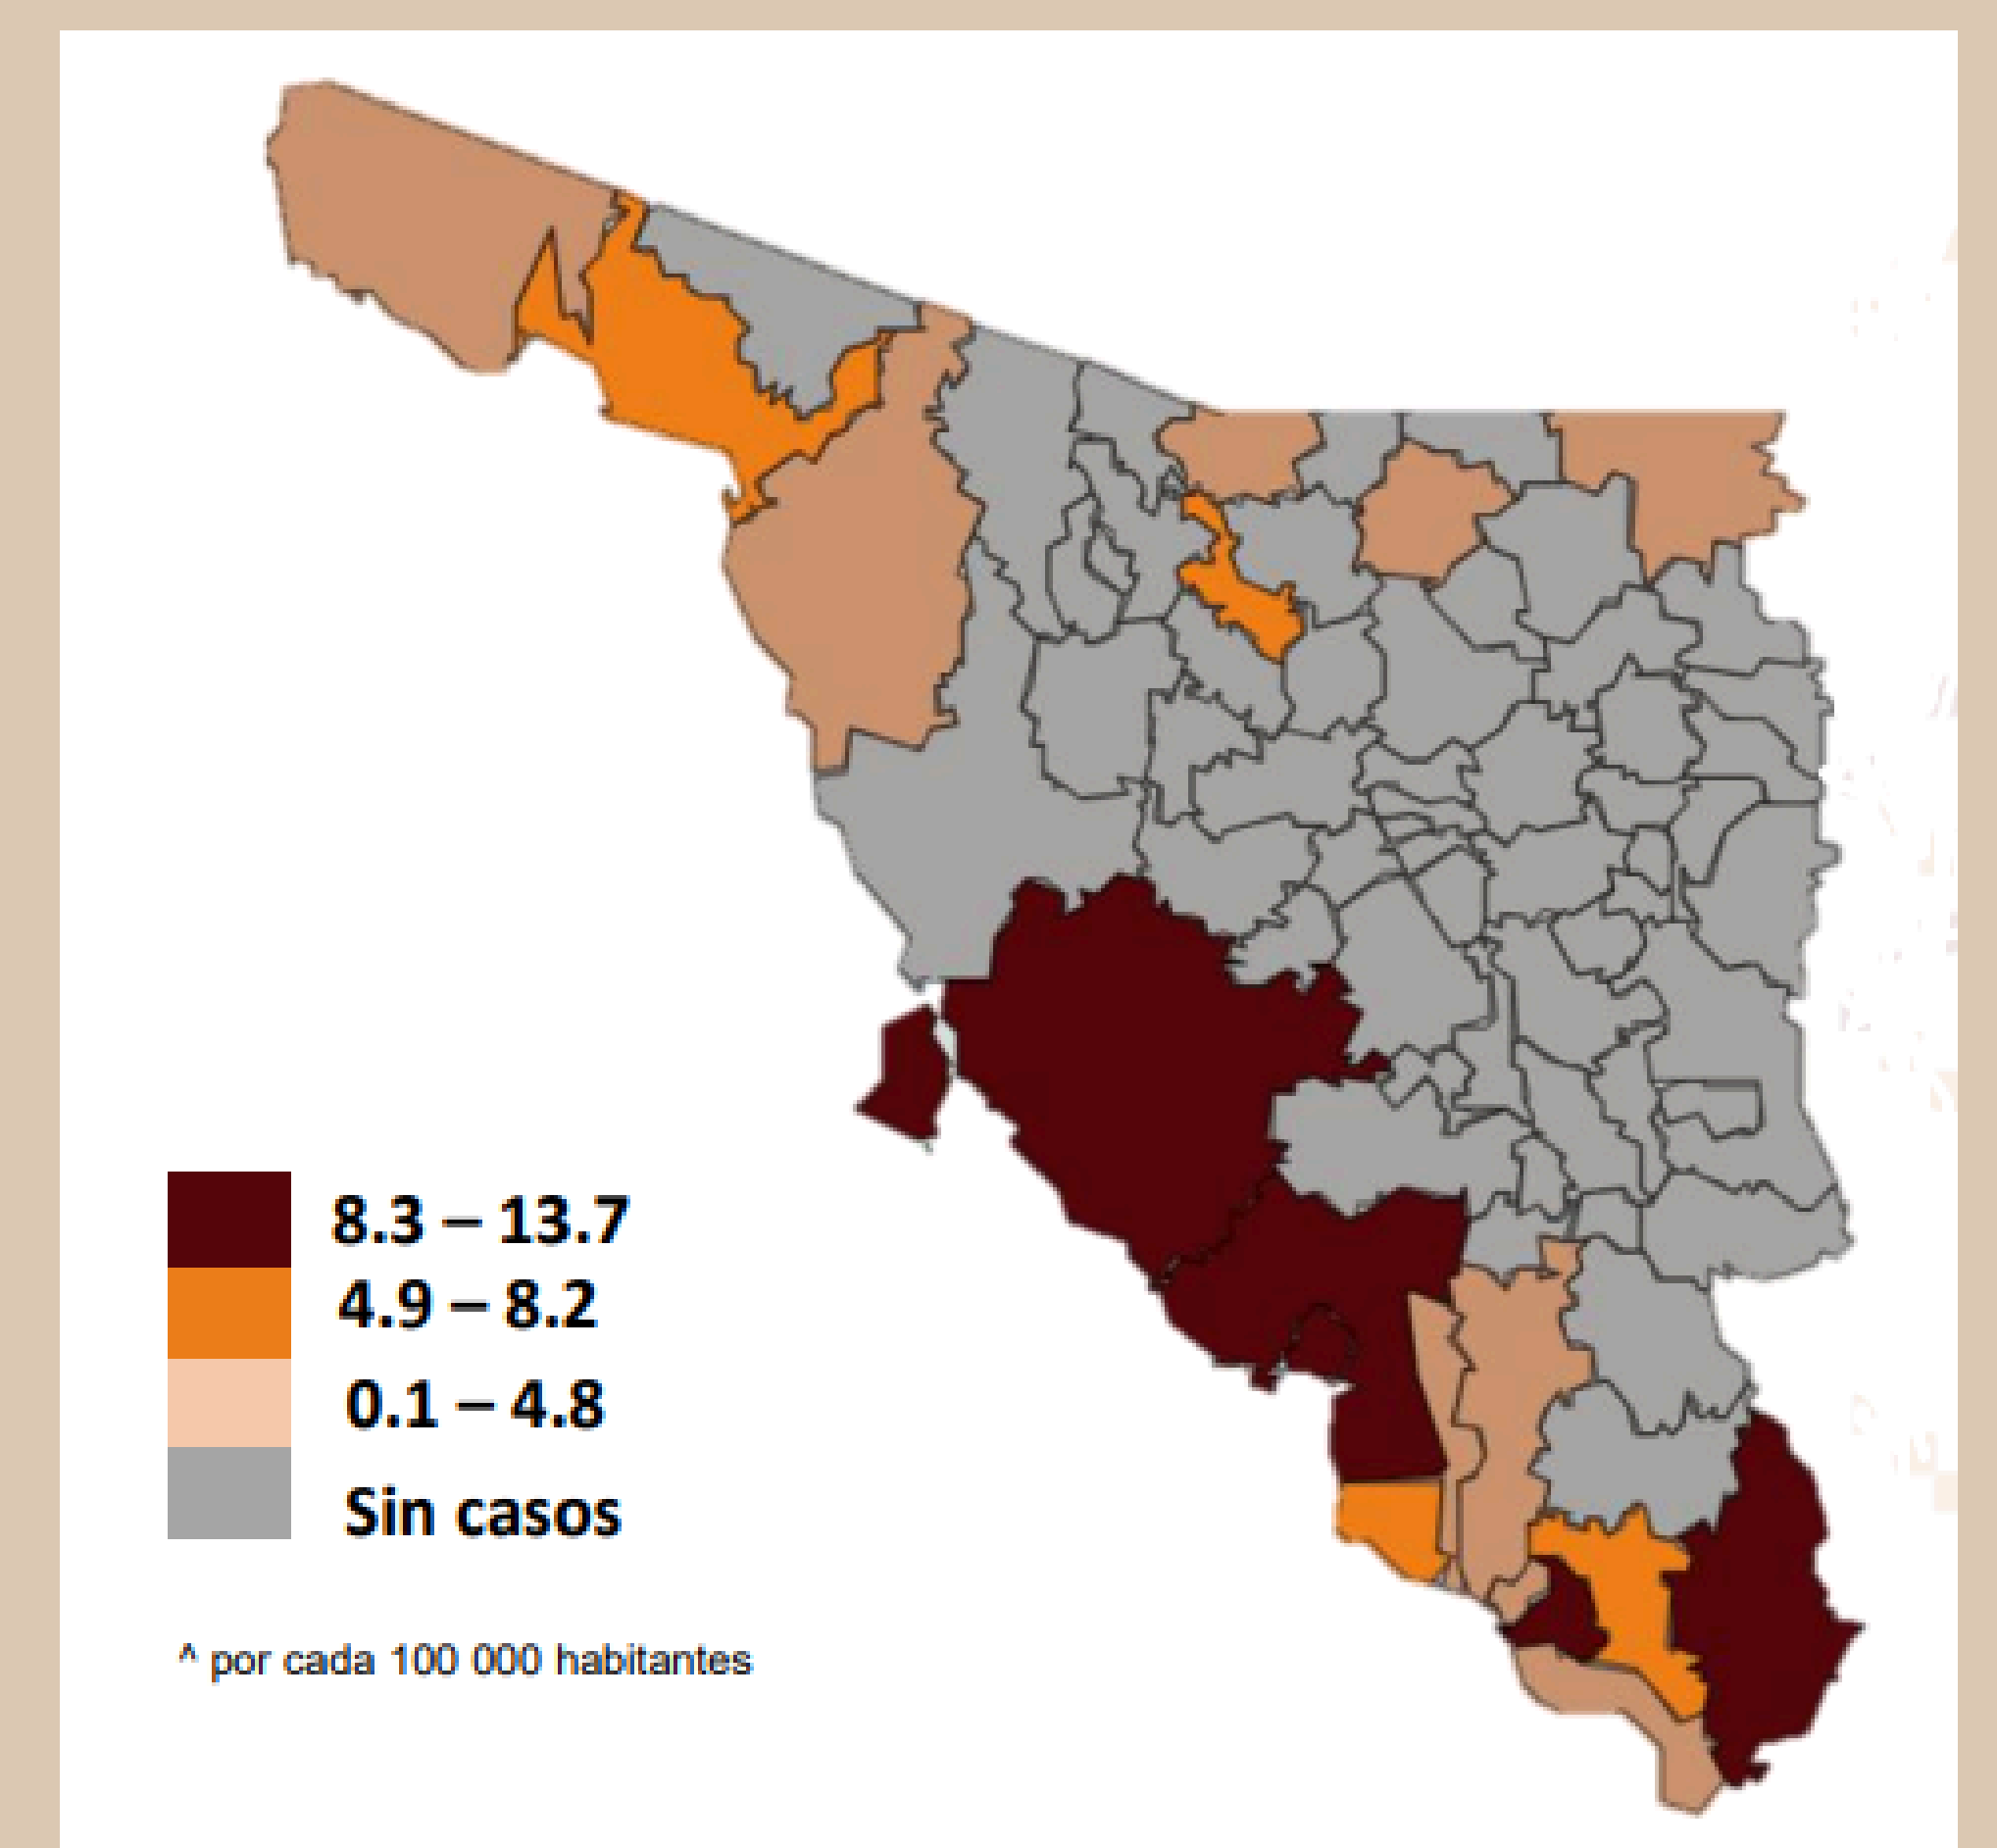 8.3 – 13.7
4.9 – 8.2
0.1 – 4.8
Sin casos
^ por cada 100 000 habitantes